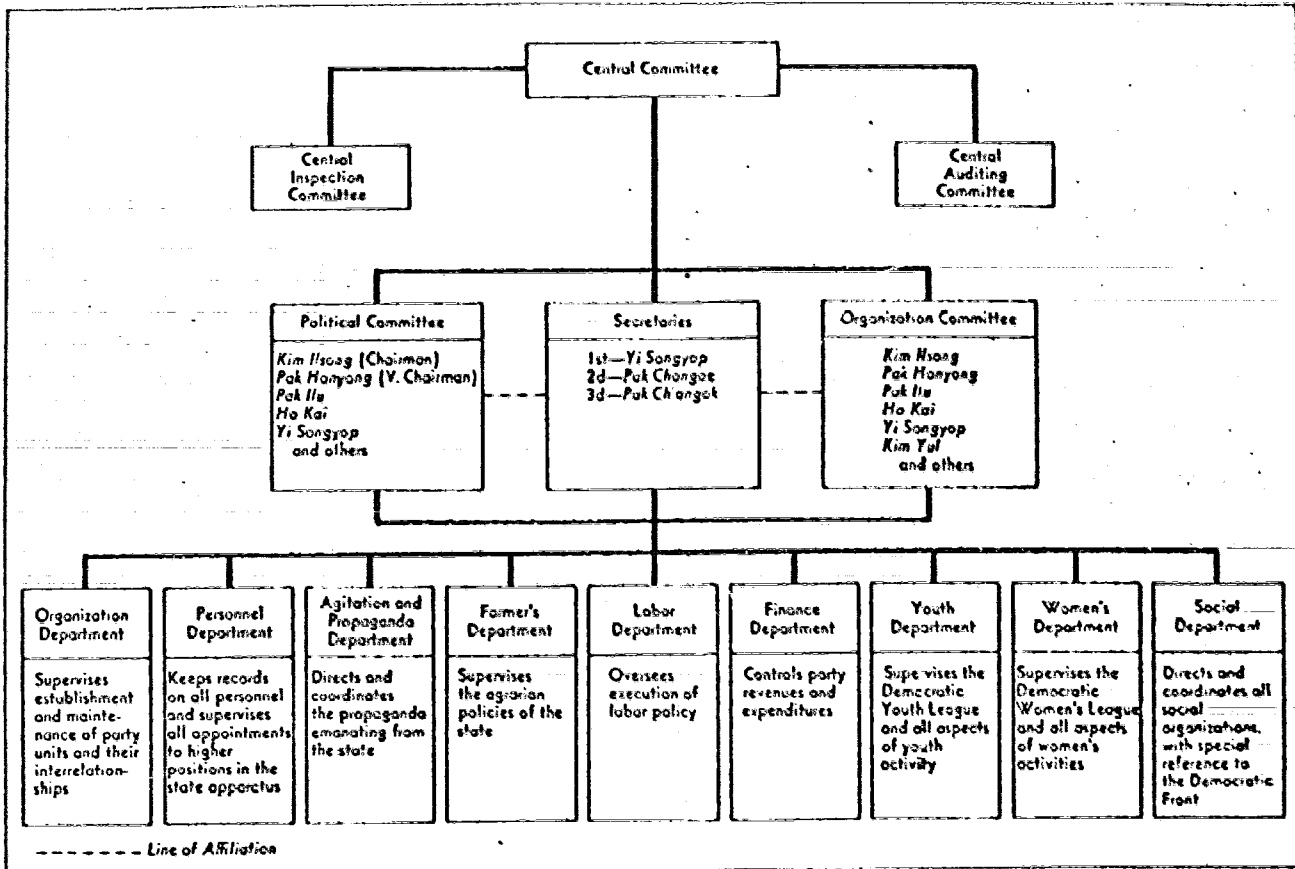 Central Committee
Central
Inspection
Committee
Central
Auditing
Committee
Political Committee
Kim Ilsong (Chairman)
Pak Honyong (V. Chairman)
Pak Ilu
Ho Kai
Yi Songyop
and others
Secretaries
1st—Yi Songyop
2d—Pak Changae
3d—Pak Ch'angok
Organization Committee
Kim Ilsong
Pak Honyong
Pak Ilu
Ho Kai
Yi Songyop
Kim Yul
and others
Organization
Department
Supervises
establishment
and mainte-
nance of party
units and their
interrelation-
ships
Personnel
Department
Keeps records
on all personnel
and supervises
all appointments
to higher
positions in the
state apparatus
Agitation and
Propaganda
Department
Directs and
coordinates
the propaganda
emanating from
the state
Farmer's
Department
Supervises
the agrarian
policies of the
state
Labor
Department
Oversees
execution of
labor policy
Finance
Department
Controls party
revenues and
expenditures
Youth
Department
Supervises the
Democratic
Youth League
and all aspects
of youth
activity
Women's
Department
Supervises the
Democratic
Women's League
and all aspects
of women's
activities
Social
Department
Directs and
coordinates all
social
organizations,
with special
reference to
the Democratic
Front
Line of Affiliation